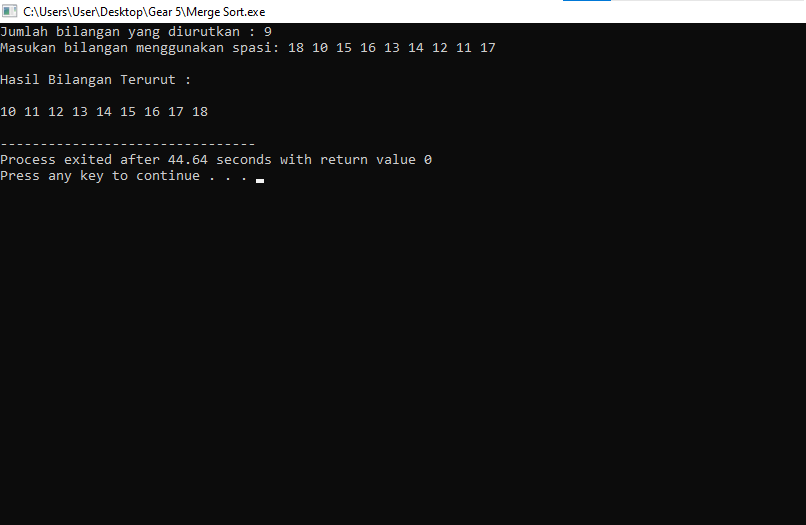 C:\Users\User\Desktop\Gear 5\Merge Sort.exe
Jumlah bilangan yang diurutkan : 9
Masukan bilangan menggunakan spasi: 18 10 15 16 13 14 12 11 17
Hasil Bilangan Terurut :
10 11 12 13 14 15 16 17 18
--------------------------------
Process exited after 44.64 seconds with return value 0
Press any key to continue . . .